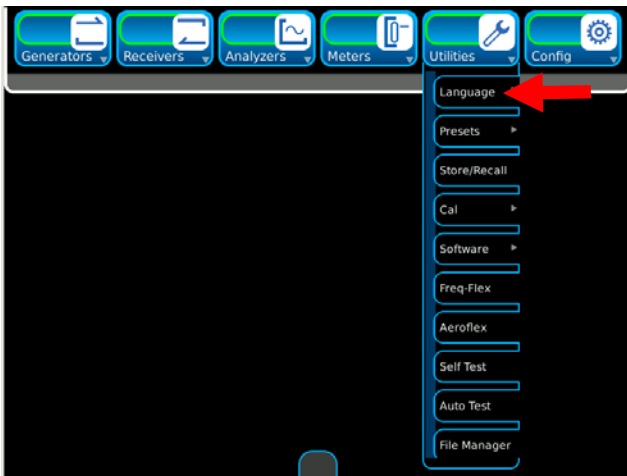 Generators
Receivers
Analyzers
Meters
Utilities
Config
Language
Presets
Store/Recall
Cal
Software
Freq-Flex
Aeroflex
Self Test
Auto Test
File Manager